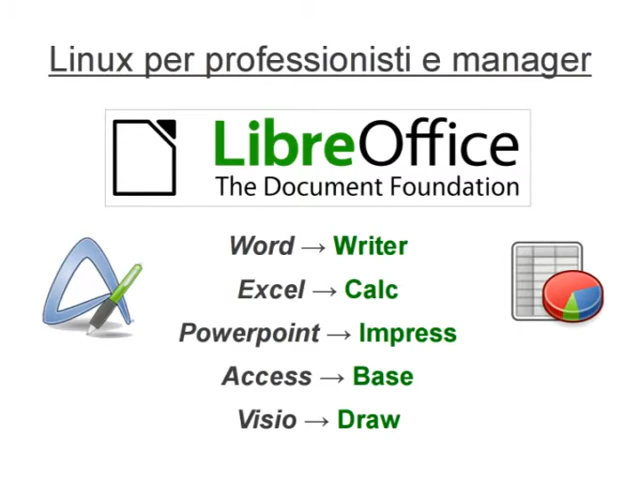 Linux per professionisti e manager
LibreOffice
The Document Foundation
Word → Writer
Excel → Calc
Powerpoint → Impress
Access → Base
Visio → Draw